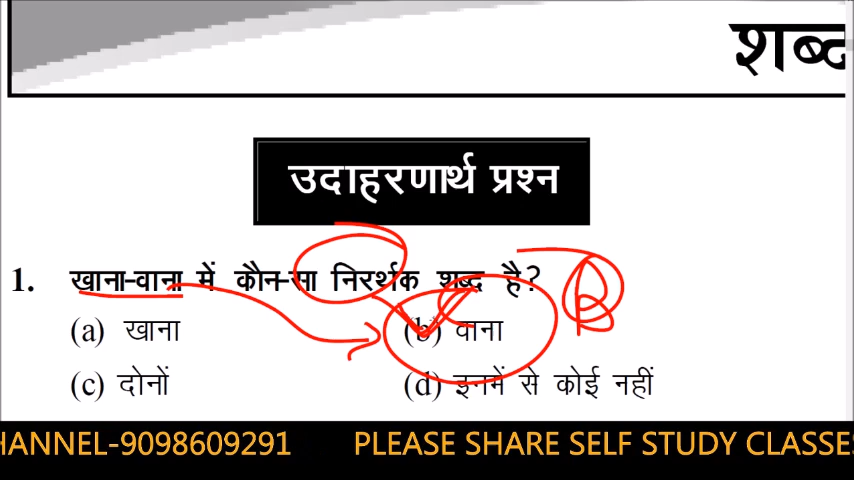 शब्द
उदाहरणार्थ प्रश्न
1. खाना-वाना में कौन-सा निरर्थक शब्द है?
(a) खाना (b) वाना
(c) दोनों (d) इनमें से कोई नहीं
HANNEL-9098609291 PLEASE SHARE SELF STUDY CLASSES